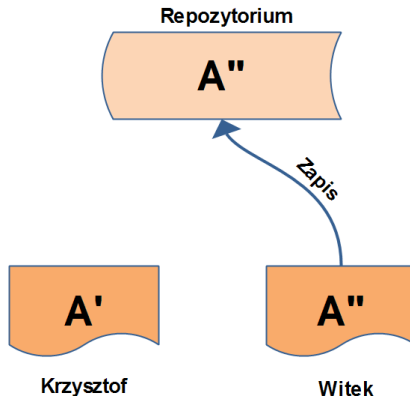 Repozytorium
A"
Zapis
A'
A"
Krzysztof
Witek